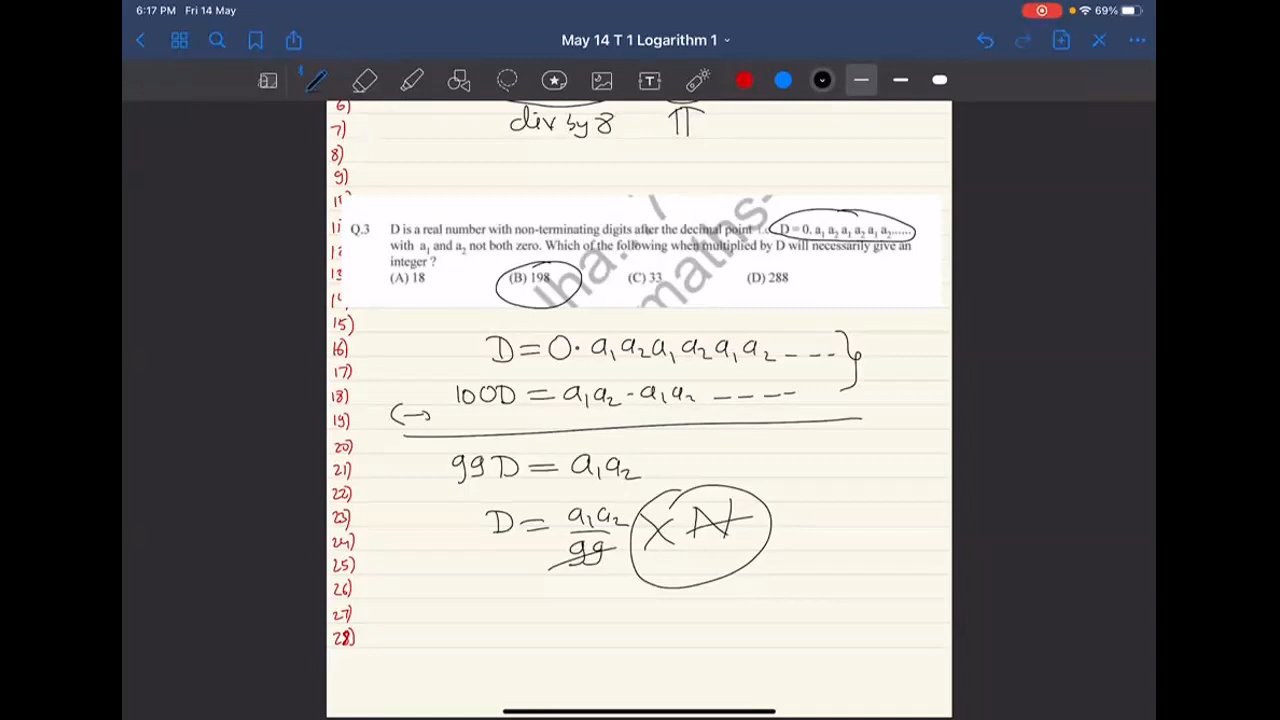 6:17 PM Fri 14 May
69%
May 14 T 1 Logarithm 1
T
6)
7)
8)
9)
div by 8 π
11
Q.3 D is a real number with non-terminating digits after the decimal point i.e. D = 0. a₁ a₂ a₁ a₂ a₁ a₂......
with a₁ and a₂ not both zero. Which of the following when multiplied by D will necessarily give an
integer ?
(A) 18 (B) 198 (C) 33 (D) 288
lha.
maths-
15)
16) D = 0.a₁a₂a₁a₂a₁a₂ ---
17)
18) 100D = a₁a₂.a₁a₂ ----
19) (→)
20)
21) 99D = a₁a₂
22)
23) D = a₁a₂/99 × N
24)
25)
26)
27)
28)